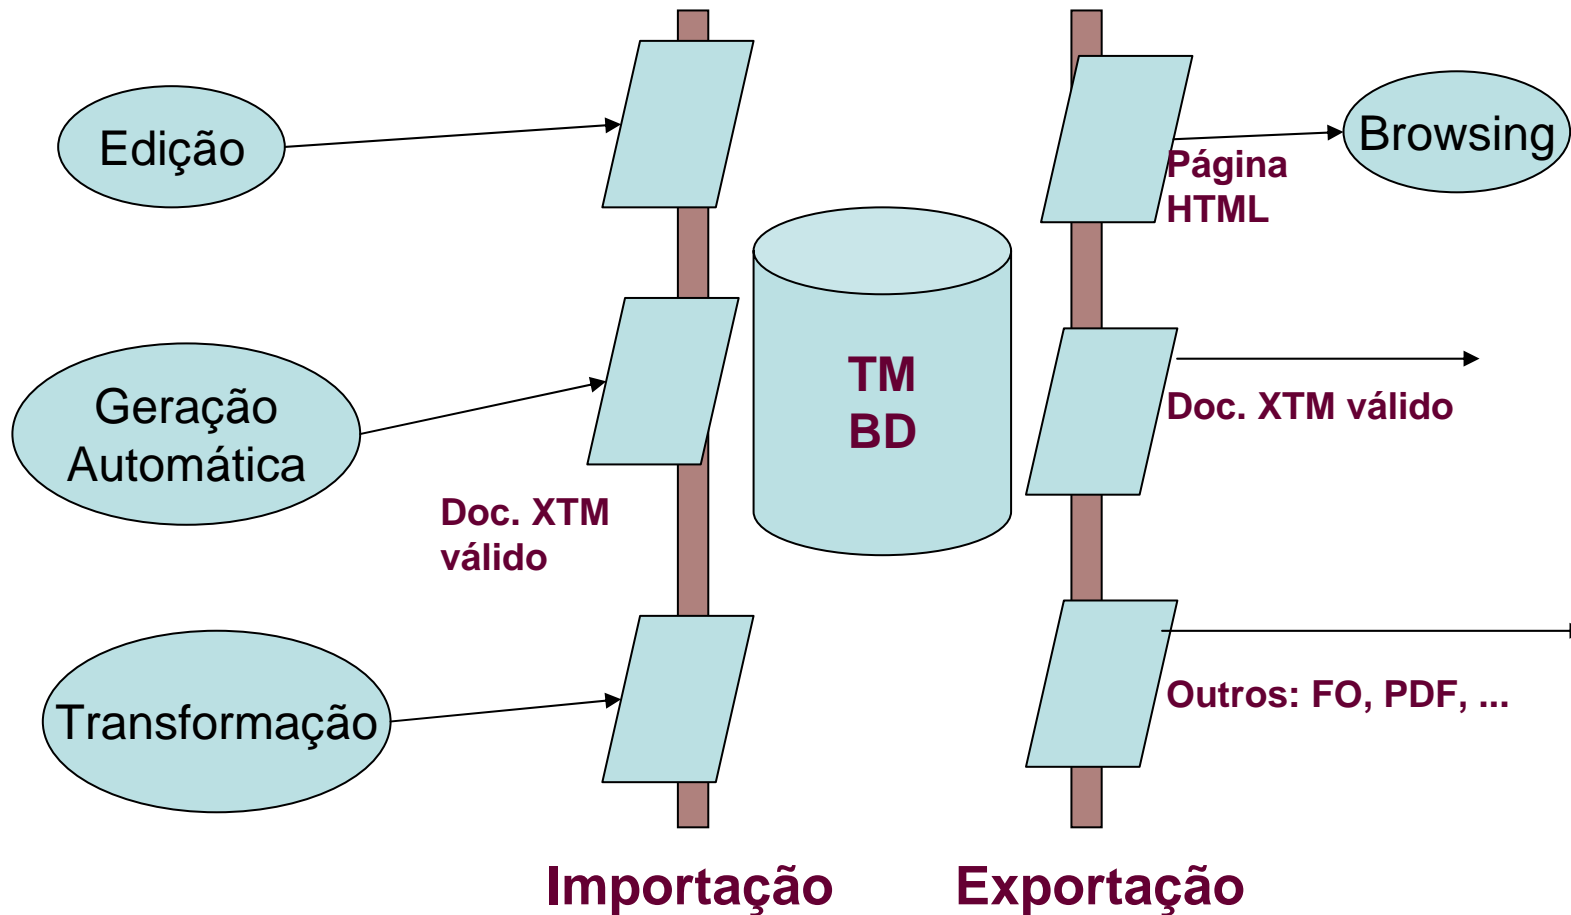 Edição
Geração
Automática
Doc. XTM
válido
Transformação
TM
BD
Página
HTML
Browsing
Doc. XTM válido
Outros: FO, PDF, ...
Importação
Exportação